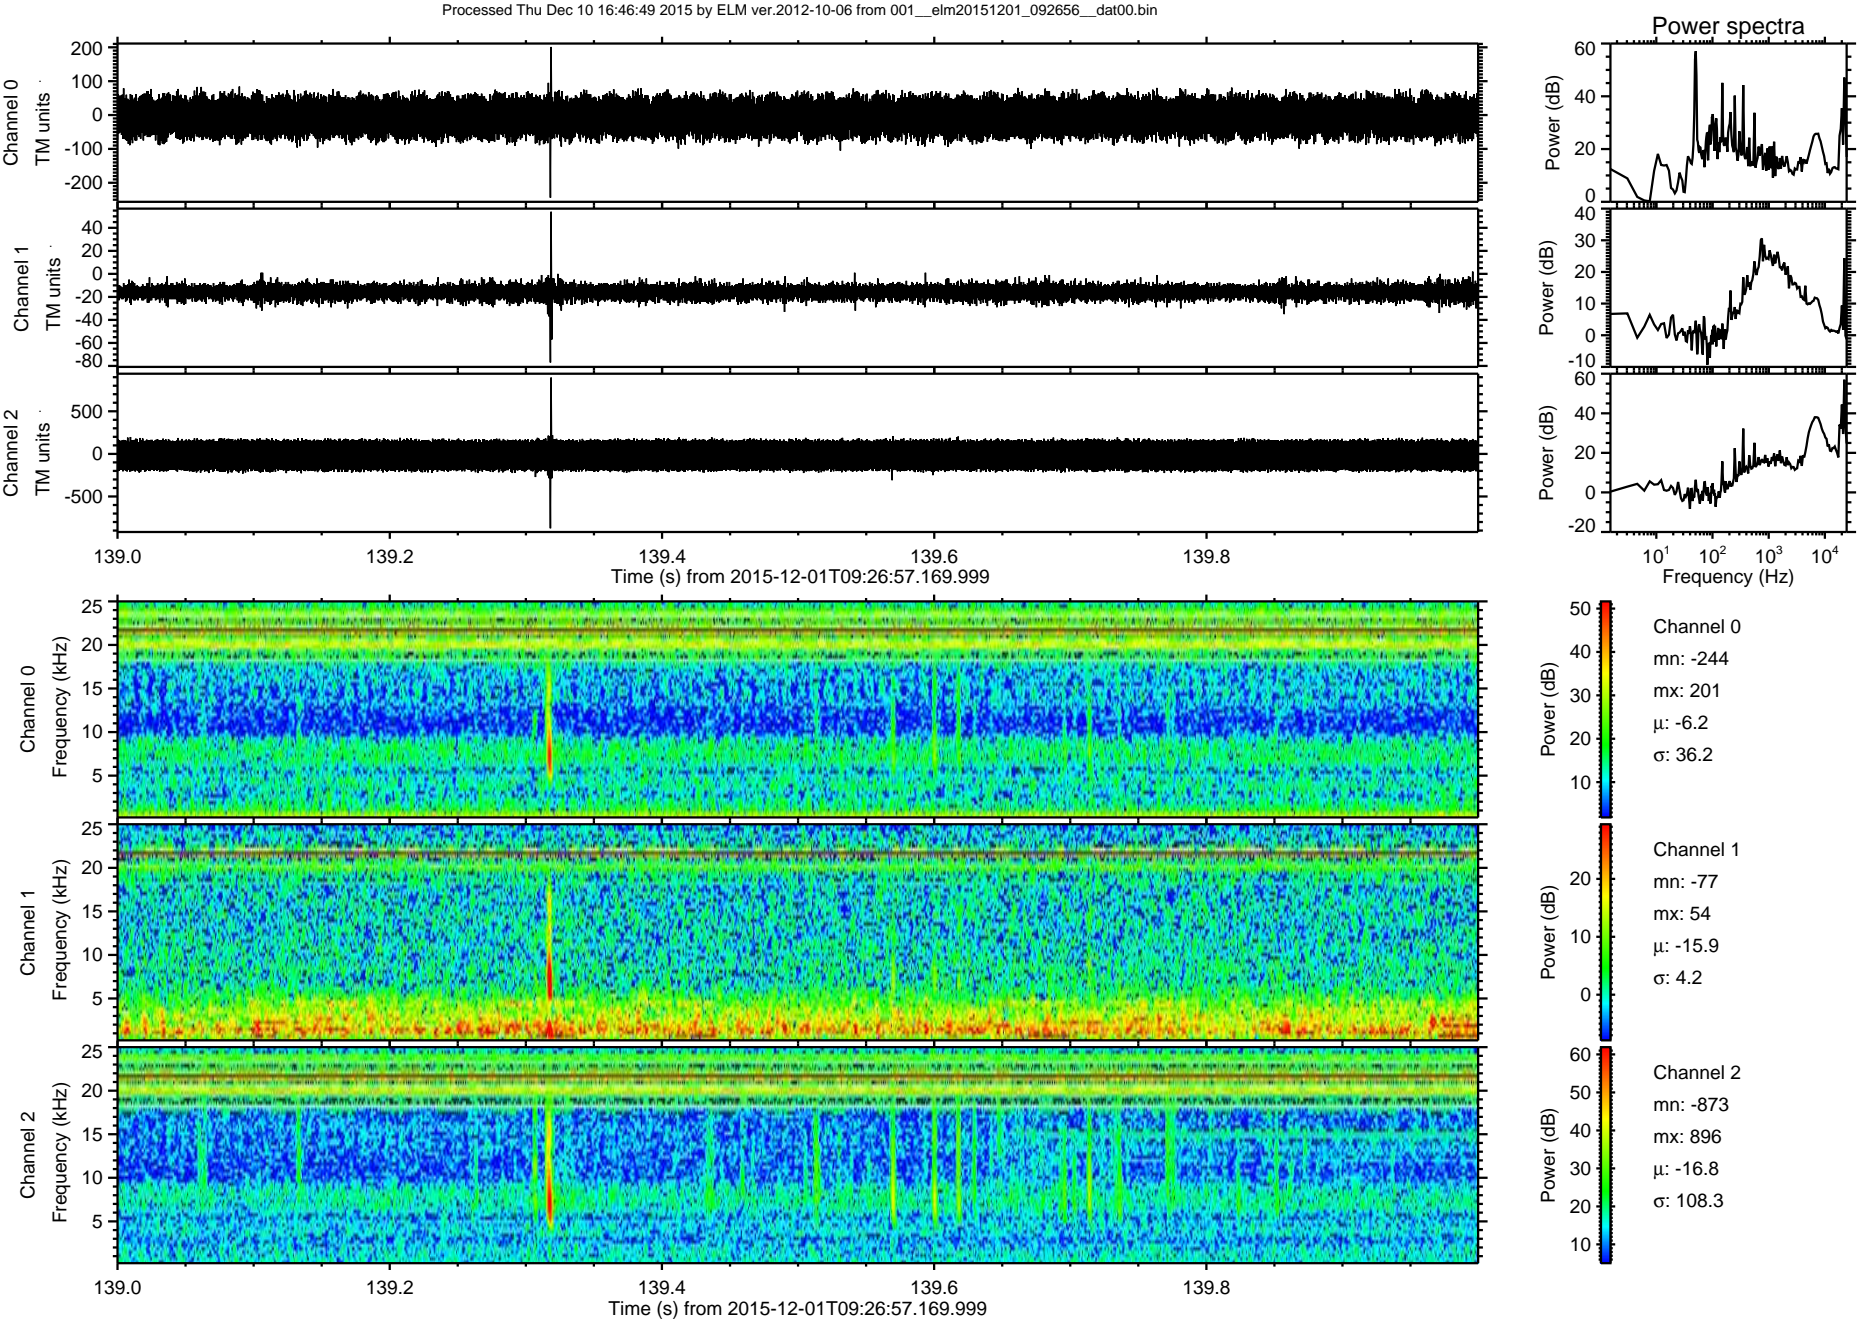 Processed Thu Dec 10 16:46:49 2015 by ELM ver.2012-10-06 from 001__elm20151201_092656__dat00.bin
Power spectra
Channel 0
TM units
200
100
0
-100
-200
Power (dB)
60
40
20
0
Channel 1
TM units
40
20
0
-20
-40
-60
-80
Power (dB)
40
30
20
10
0
-10
Channel 2
TM units
500
0
-500
Power (dB)
60
40
20
0
-20
139.0 139.2 139.4 139.6 139.8
Time (s) from 2015-12-01T09:26:57.169.999
10¹ 10² 10³ 10⁴
Frequency (Hz)
Channel 0
Frequency (kHz)
25
20
15
10
5
Power (dB)
50
40
30
20
10
Channel 0
mn: -244
mx: 201
μ: -6.2
σ: 36.2
Channel 1
Frequency (kHz)
25
20
15
10
5
Power (dB)
20
10
0
Channel 1
mn: -77
mx: 54
μ: -15.9
σ: 4.2
Channel 2
Frequency (kHz)
25
20
15
10
5
Power (dB)
60
50
40
30
20
10
Channel 2
mn: -873
mx: 896
μ: -16.8
σ: 108.3
139.0 139.2 139.4 139.6 139.8
Time (s) from 2015-12-01T09:26:57.169.999